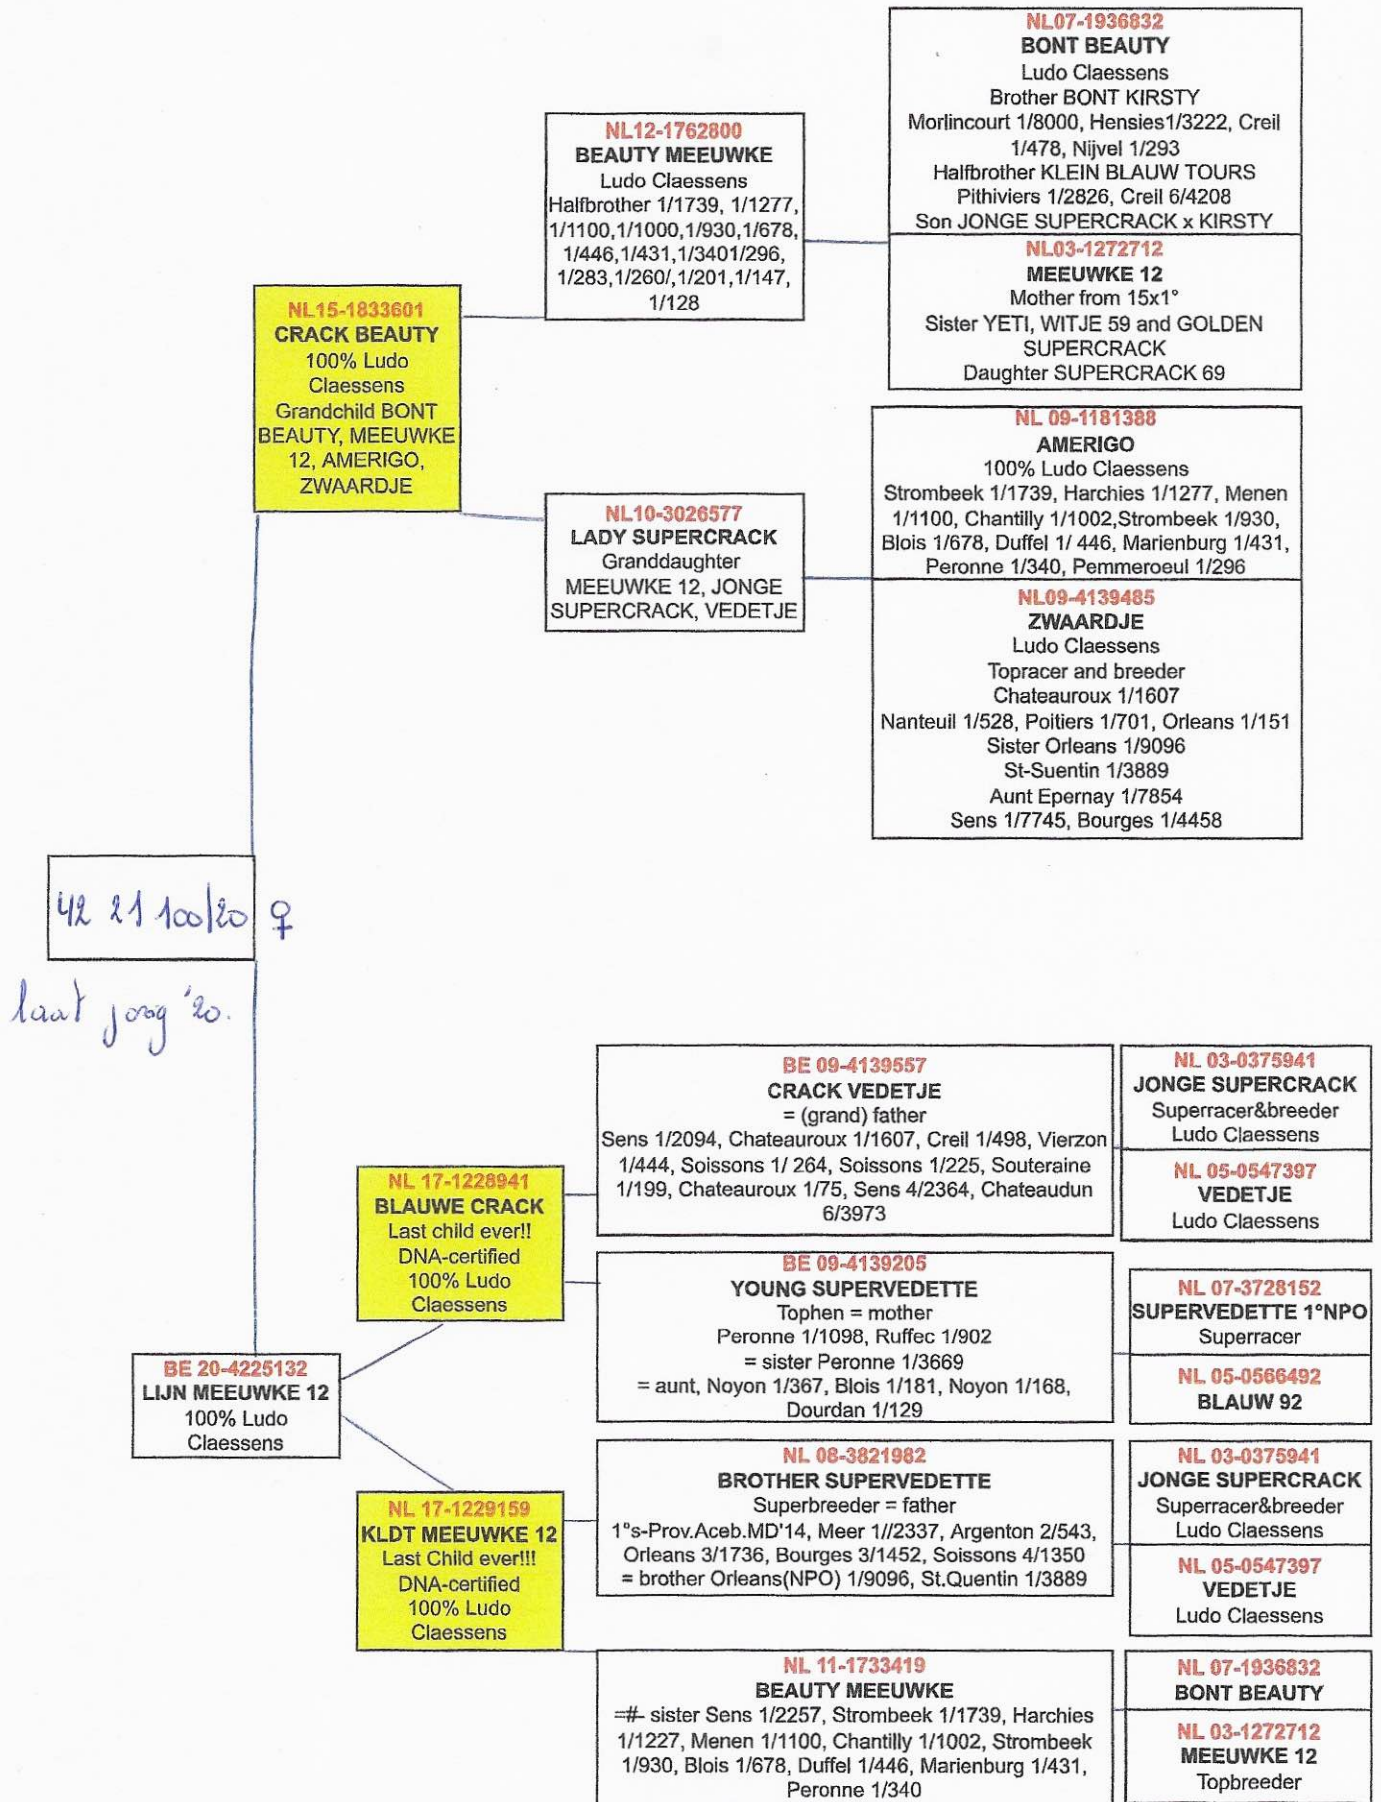 NL07-1936832
BONT BEAUTY
Ludo Claessens
Brother BONT KIRSTY
Morlincourt 1/8000, Hensies1/3222, Creil
1/478, Nijvel 1/293
Halfbrother KLEIN BLAUW TOURS
Pithiviers 1/2826, Creil 6/4208
Son JONGE SUPERCRACK x KIRSTY
NL12-1762800
BEAUTY MEEUWKE
Ludo Claessens
Halfbrother 1/1739, 1/1277,
1/1100,1/1000,1/930,1/678,
1/446,1/431,1/3401/296,
1/283,1/260/,1/201,1/147,
1/128
NL03-1272712
MEEUWKE 12
Mother from 15x1°
Sister YETI, WITJE 59 and GOLDEN
SUPERCRACK
Daughter SUPERCRACK 69
NL15-1833601
CRACK BEAUTY
100% Ludo
Claessens
Grandchild BONT
BEAUTY, MEEUWKE
12, AMERIGO,
ZWAARDJE
NL 09-1181388
AMERIGO
100% Ludo Claessens
Strombeek 1/1739, Harchies 1/1277, Menen
1/1100, Chantilly 1/1002,Strombeek 1/930,
Blois 1/678, Duffel 1/ 446, Marienburg 1/431,
Peronne 1/340, Pemmeroeul 1/296
NL10-3026577
LADY SUPERCRACK
Granddaughter
MEEUWKE 12, JONGE
SUPERCRACK, VEDETJE
NL09-4139485
ZWAARDJE
Ludo Claessens
Topracer and breeder
Chateauroux 1/1607
Nanteuil 1/528, Poitiers 1/701, Orleans 1/151
Sister Orleans 1/9096
St-Suentin 1/3889
Aunt Epernay 1/7854
Sens 1/7745, Bourges 1/4458
42 21 100/20 ♀
laat jong '20.
BE 09-4139557
CRACK VEDETJE
= (grand) father
Sens 1/2094, Chateauroux 1/1607, Creil 1/498, Vierzon
1/444, Soissons 1/ 264, Soissons 1/225, Souteraine
1/199, Chateauroux 1/75, Sens 4/2364, Chateaudun
6/3973
NL 03-0375941
JONGE SUPERCRACK
Superracer&breeder
Ludo Claessens
NL 05-0547397
VEDETJE
Ludo Claessens
NL 17-1228941
BLAUWE CRACK
Last child ever!!
DNA-certified
100% Ludo
Claessens
BE 09-4139205
YOUNG SUPERVEDETTE
Tophen = mother
Peronne 1/1098, Ruffec 1/902
= sister Peronne 1/3669
= aunt, Noyon 1/367, Blois 1/181, Noyon 1/168,
Dourdan 1/129
NL 07-3728152
SUPERVEDETTE 1°NPO
Superracer
NL 05-0566492
BLAUW 92
BE 20-4225132
LIJN MEEUWKE 12
100% Ludo
Claessens
NL 17-1229159
KLDT MEEUWKE 12
Last Child ever!!!
DNA-certified
100% Ludo
Claessens
NL 08-3821982
BROTHER SUPERVEDETTE
Superbreeder = father
1°s-Prov.Aceb.MD'14, Meer 1//2337, Argenton 2/543,
Orleans 3/1736, Bourges 3/1452, Soissons 4/1350
= brother Orleans(NPO) 1/9096, St.Quentin 1/3889
NL 03-0375941
JONGE SUPERCRACK
Superracer&breeder
Ludo Claessens
NL 05-0547397
VEDETJE
Ludo Claessens
NL 11-1733419
BEAUTY MEEUWKE
=#- sister Sens 1/2257, Strombeek 1/1739, Harchies
1/1227, Menen 1/1100, Chantilly 1/1002, Strombeek
1/930, Blois 1/678, Duffel 1/446, Marienburg 1/431,
Peronne 1/340
NL 07-1936832
BONT BEAUTY
NL 03-1272712
MEEUWKE 12
Topbreeder